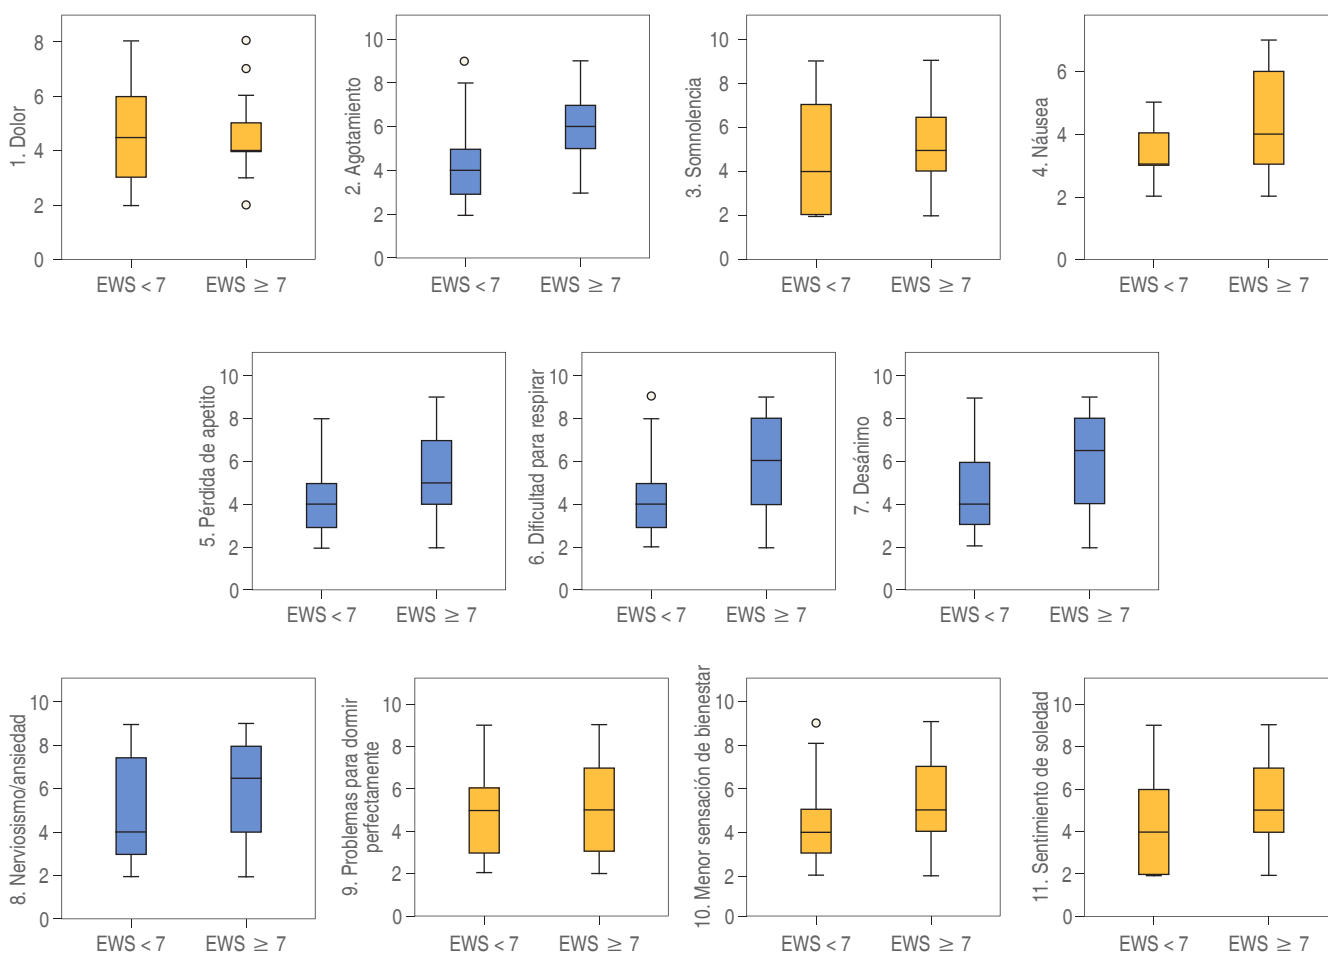 1. Dolor
8
6
4
2
0
EWS < 7
EWS ≥ 7
2. Agotamiento
10
8
6
4
2
0
EWS < 7
EWS ≥ 7
3. Somnolencia
10
8
6
4
2
0
EWS < 7
EWS ≥ 7
4. Náusea
6
4
2
0
EWS < 7
EWS ≥ 7
5. Pérdida de apetito
10
8
6
4
2
0
EWS < 7
EWS ≥ 7
6. Dificultad para respirar
10
8
6
4
2
0
EWS < 7
EWS ≥ 7
7. Desánimo
10
8
6
4
2
0
EWS < 7
EWS ≥ 7
8. Nerviosismo/ansiedad
10
8
6
4
2
0
EWS < 7
EWS ≥ 7
9. Problemas para dormir
perfectamente
10
8
6
4
2
0
EWS < 7
EWS ≥ 7
10. Menor sensación de bienestar
10
8
6
4
2
0
EWS < 7
EWS ≥ 7
11. Sentimiento de soledad
10
8
6
4
2
0
EWS < 7
EWS ≥ 7